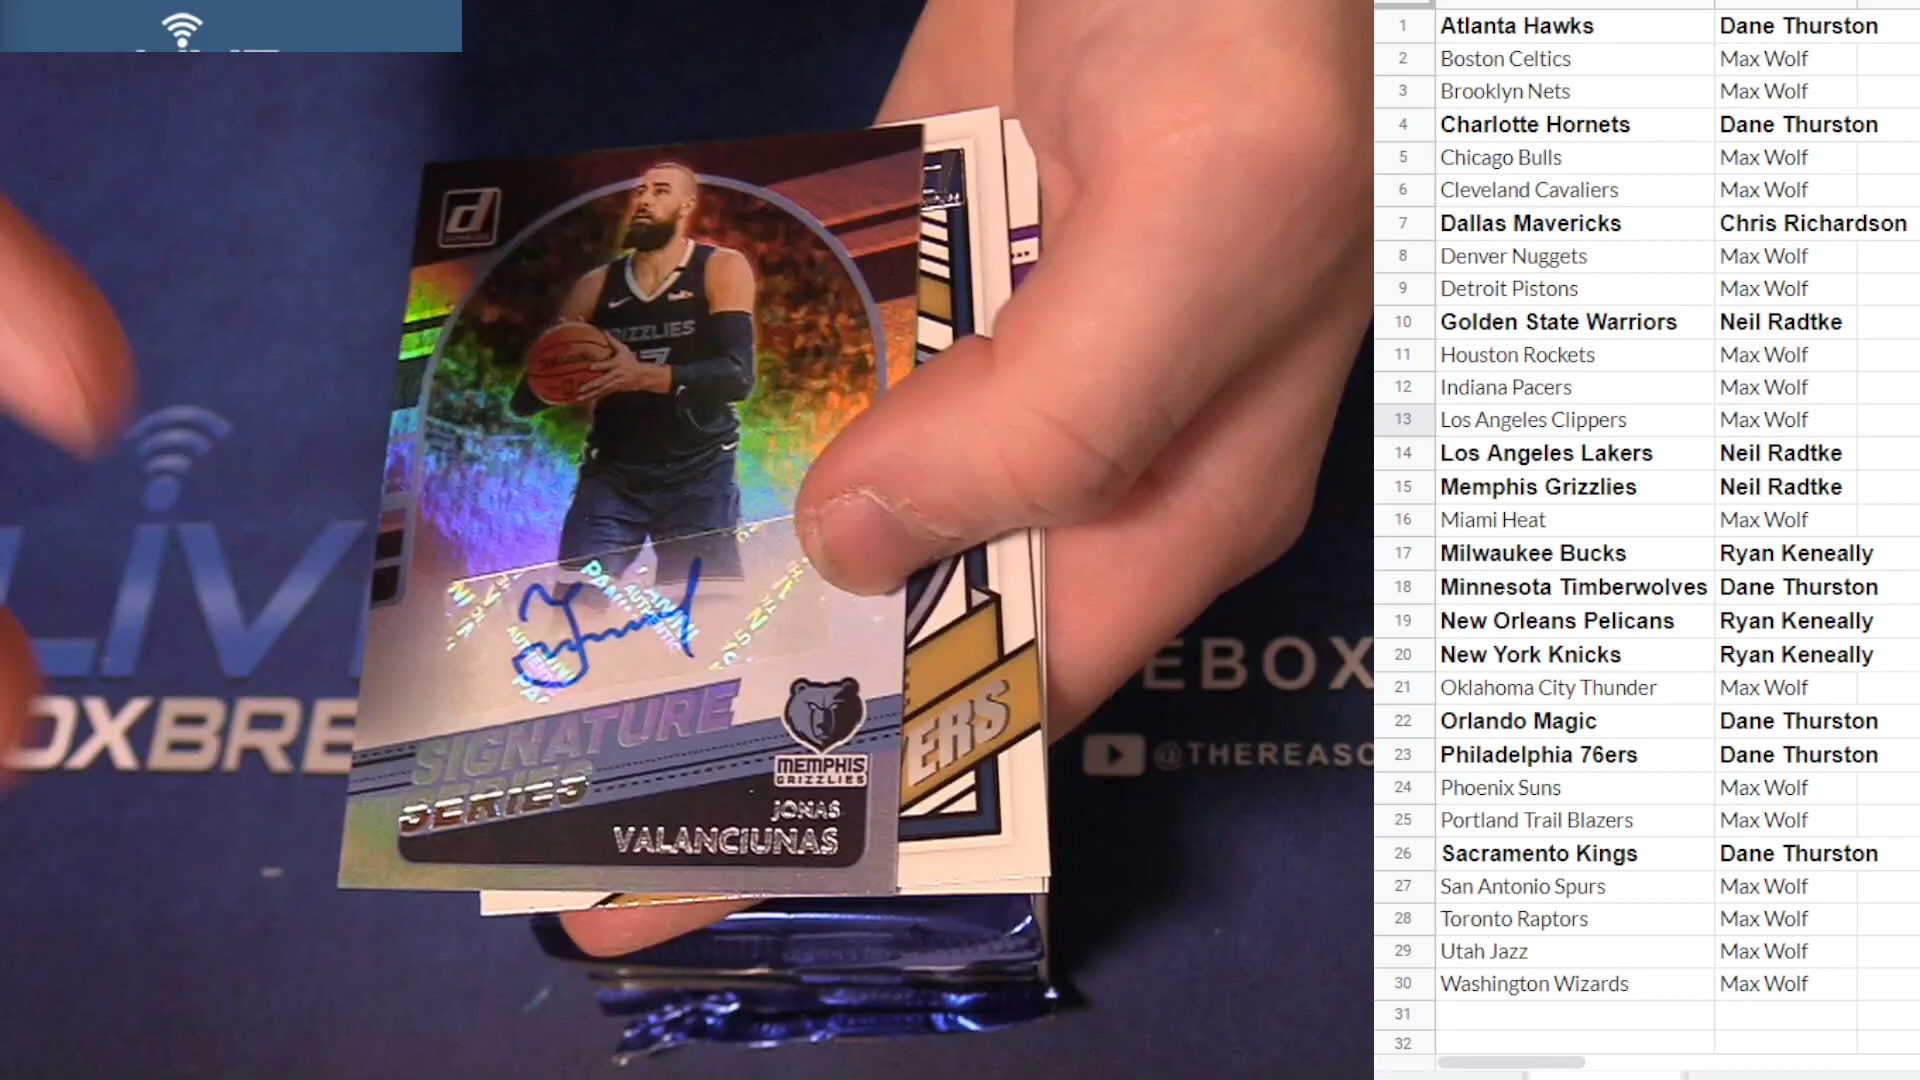 GRIZZLIES
SIGNATURE
SERIES
MEMPHIS
GRIZZLIES
JONAS
VALANCIUNAS
ERS
LIV
OXBRE
EBOX
@THEREASO
1 Atlanta Hawks Dane Thurston
2 Boston Celtics Max Wolf
3 Brooklyn Nets Max Wolf
4 Charlotte Hornets Dane Thurston
5 Chicago Bulls Max Wolf
6 Cleveland Cavaliers Max Wolf
7 Dallas Mavericks Chris Richardson
8 Denver Nuggets Max Wolf
9 Detroit Pistons Max Wolf
10 Golden State Warriors Neil Radtke
11 Houston Rockets Max Wolf
12 Indiana Pacers Max Wolf
13 Los Angeles Clippers Max Wolf
14 Los Angeles Lakers Neil Radtke
15 Memphis Grizzlies Neil Radtke
16 Miami Heat Max Wolf
17 Milwaukee Bucks Ryan Keneally
18 Minnesota Timberwolves Dane Thurston
19 New Orleans Pelicans Ryan Keneally
20 New York Knicks Ryan Keneally
21 Oklahoma City Thunder Max Wolf
22 Orlando Magic Dane Thurston
23 Philadelphia 76ers Dane Thurston
24 Phoenix Suns Max Wolf
25 Portland Trail Blazers Max Wolf
26 Sacramento Kings Dane Thurston
27 San Antonio Spurs Max Wolf
28 Toronto Raptors Max Wolf
29 Utah Jazz Max Wolf
30 Washington Wizards Max Wolf
31
32